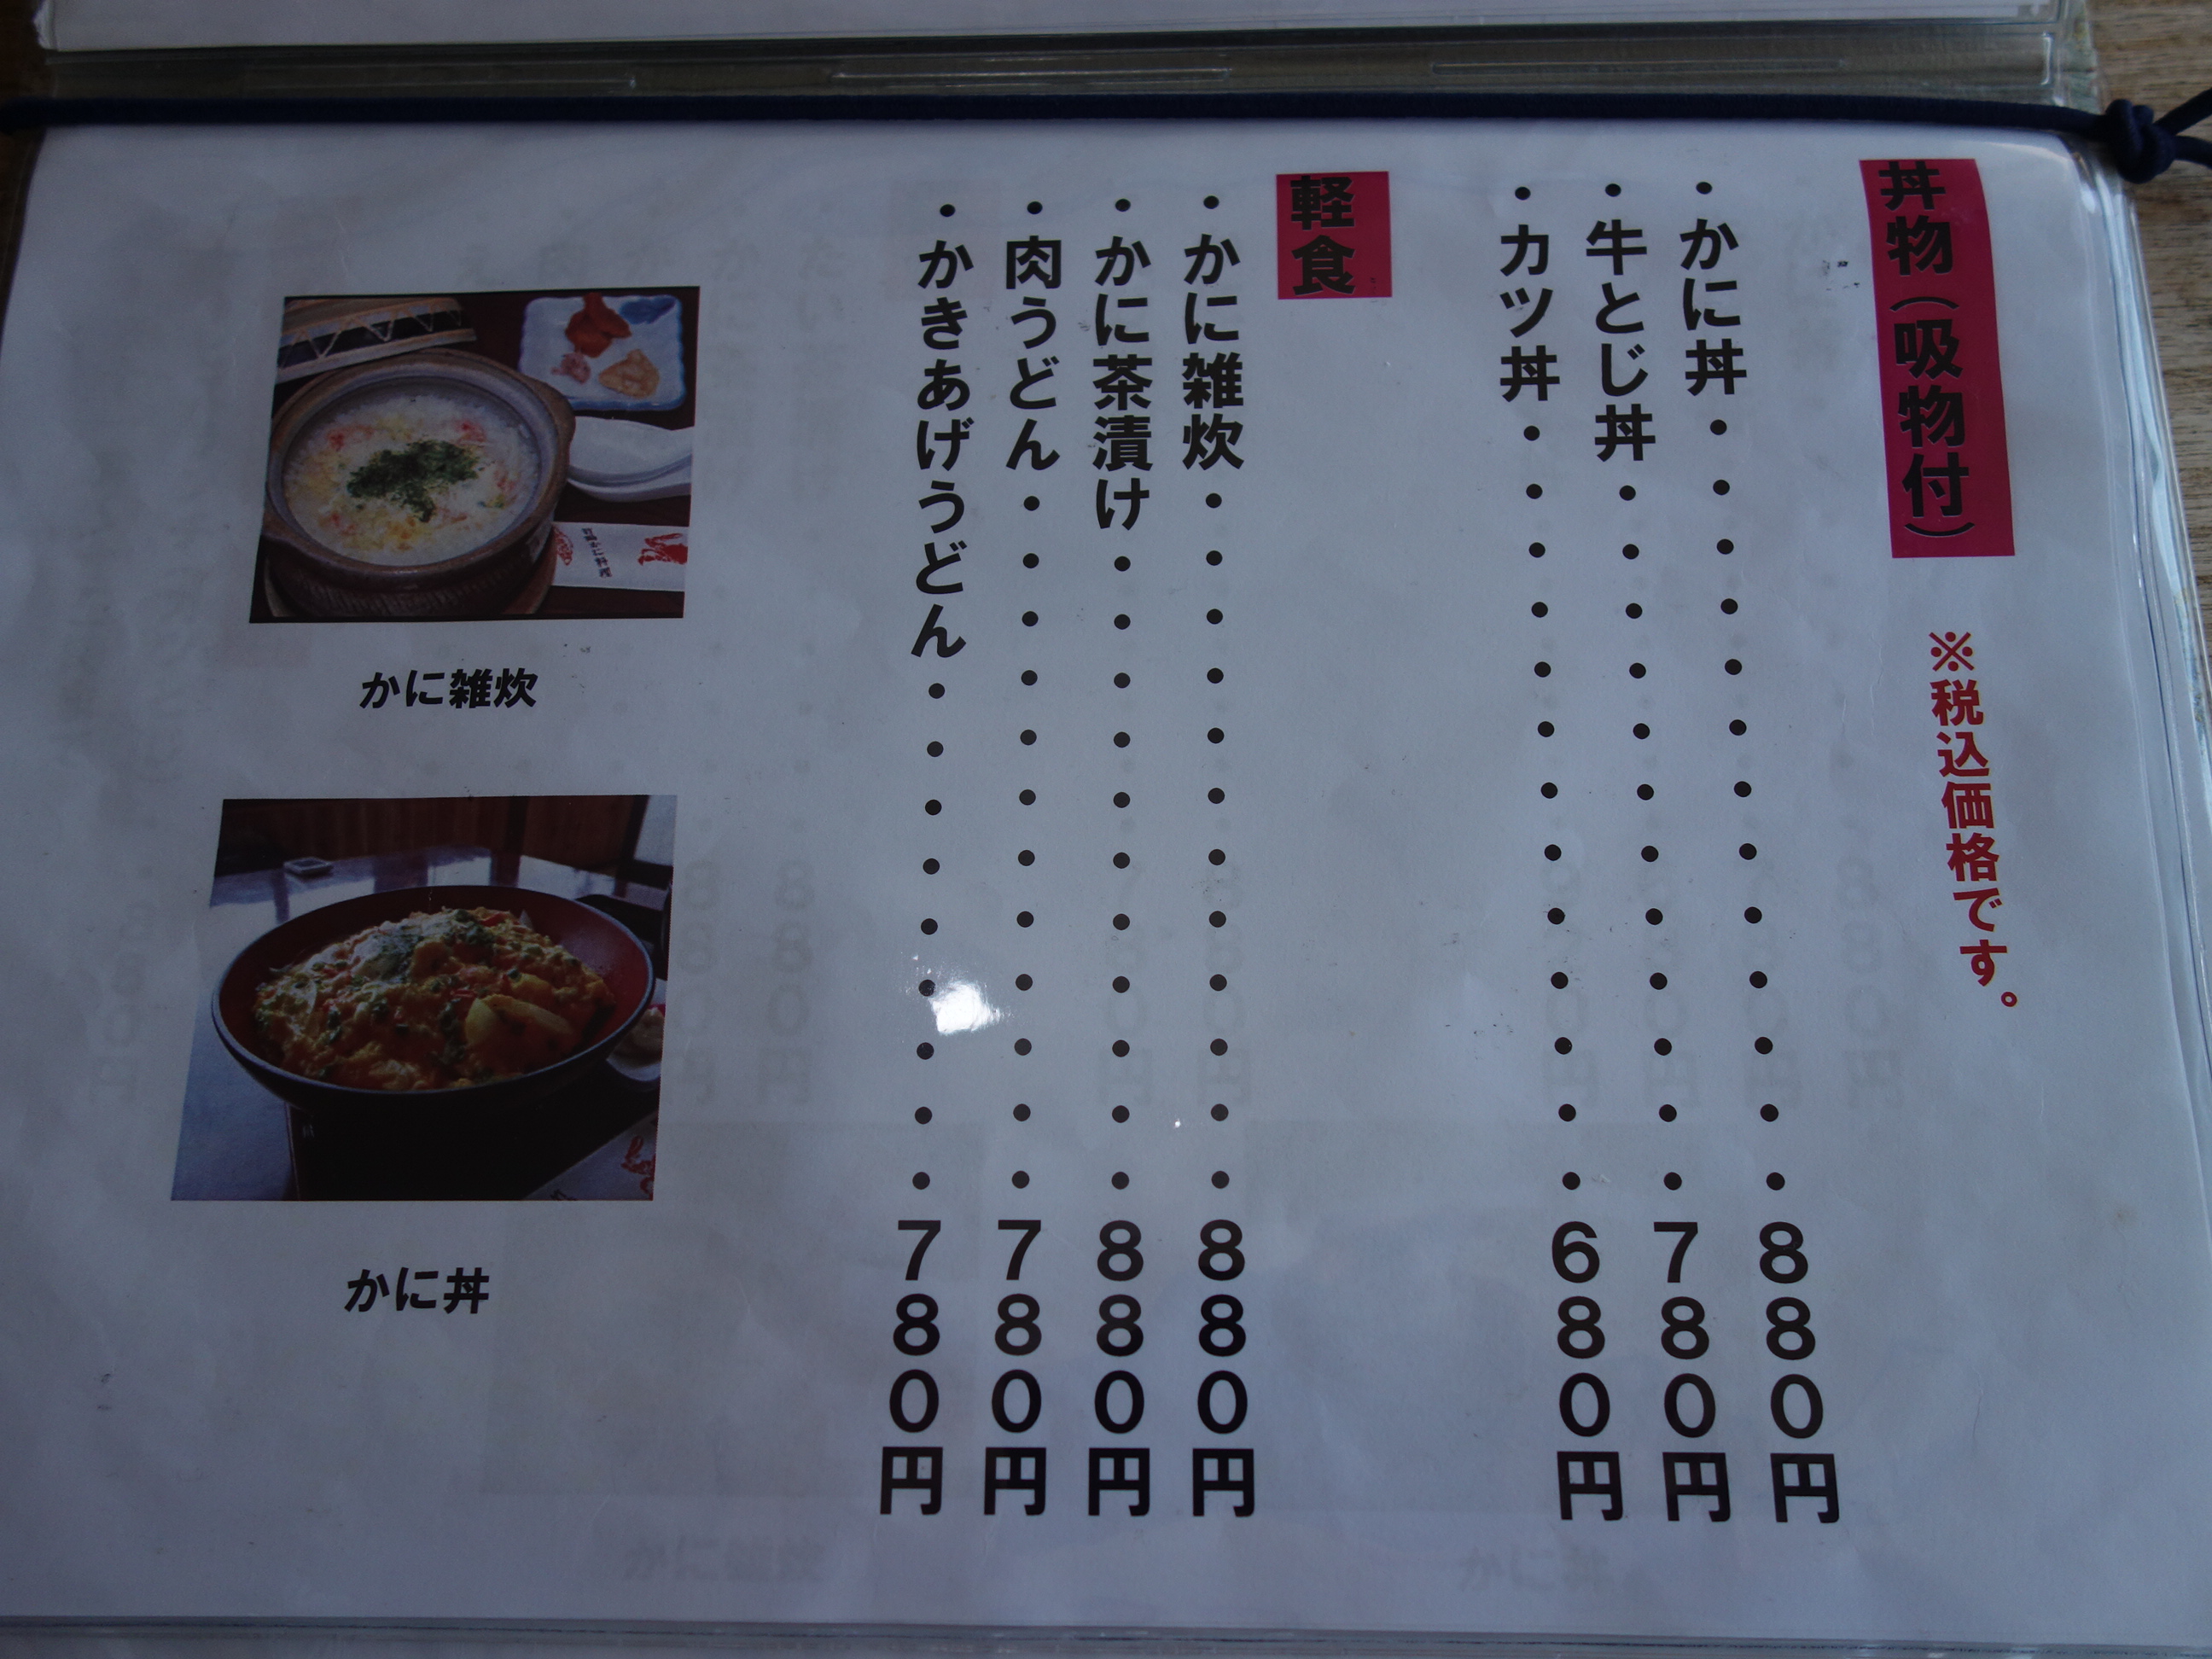 丼物（吸物付）　※税込価格です。
・かに丼・・・・・・・・・・・・・・880円
・牛とじ丼・・・・・・・・・・・・・780円
・カツ丼・・・・・・・・・・・・・・680円
軽食
・かに雑炊・・・・・・・・・・・・・880円
・かに茶漬け・・・・・・・・・・・・880円
・肉うどん・・・・・・・・・・・・・780円
・かきあげうどん・・・・・・・・・・780円
かに雑炊
かに丼